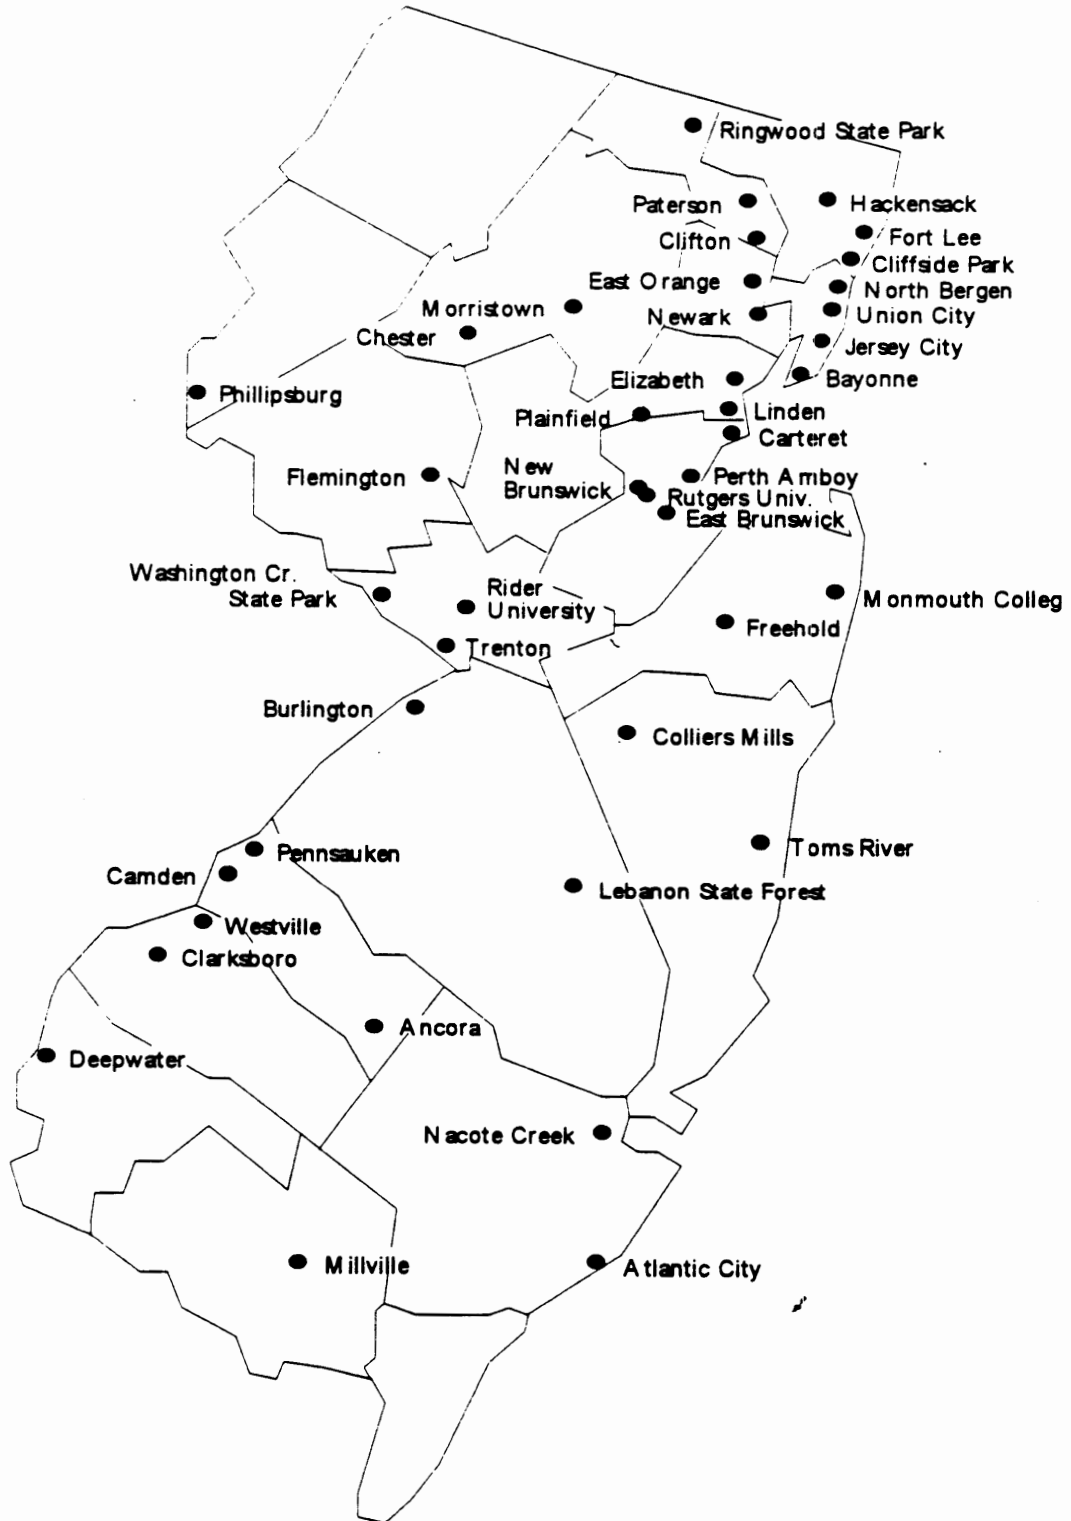 Ringwood State Park
Paterson
Hackensack
Clifton
Fort Lee
Cliffside Park
East Orange
North Bergen
Morristown
Newark
Union City
Chester
Jersey City
Elizabeth
Bayonne
Phillipsburg
Plainfield
Linden
Carteret
Flemington
New
Brunswick
Perth Amboy
Rutgers Univ.
East Brunswick
Washington Cr.
State Park
Rider
University
Monmouth Colleg
Freehold
Trenton
Burlington
Colliers Mills
Pennsauken
Toms River
Camden
Lebanon State Forest
Westville
Clarksboro
Ancora
Deepwater
Nacote Creek
Millville
Atlantic City